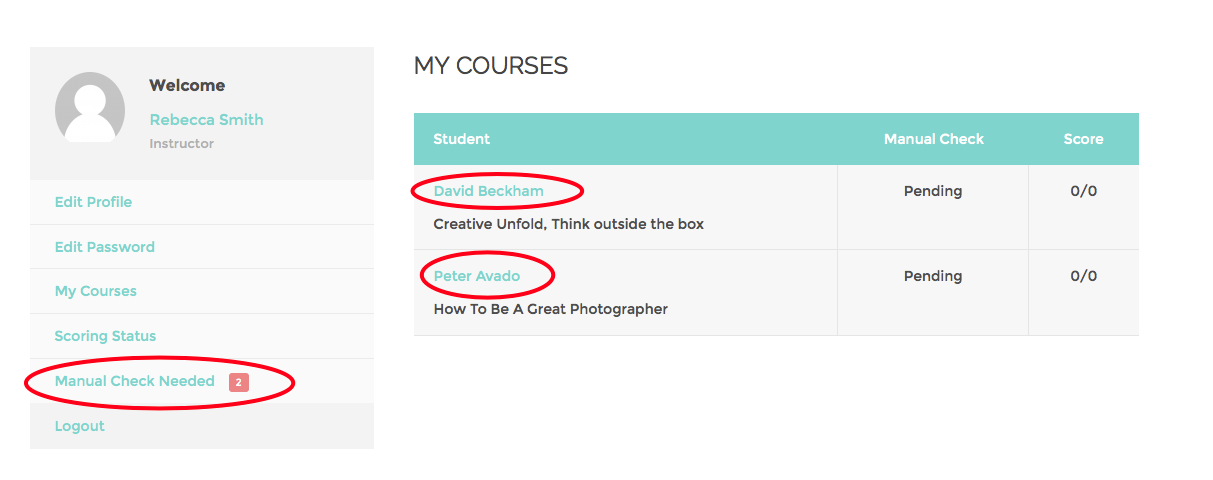 Welcome
Rebecca Smith
Instructor
Edit Profile
Edit Password
My Courses
Scoring Status
Manual Check Needed 2
Logout
MY COURSES
Student Manual Check Score
David Beckham Pending 0/0
Creative Unfold, Think outside the box
Peter Avado Pending 0/0
How To Be A Great Photographer